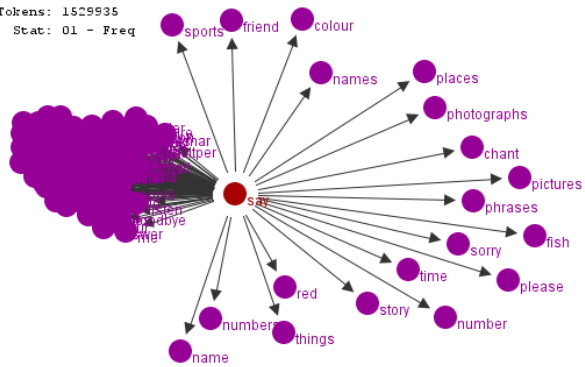 Tokens: 1529935
Stat: 01 - Freq
sports
friend
colour
names
places
photographs
chant
pictures
phrases
say
fish
sorry
time
please
red
story
number
numbers
things
name